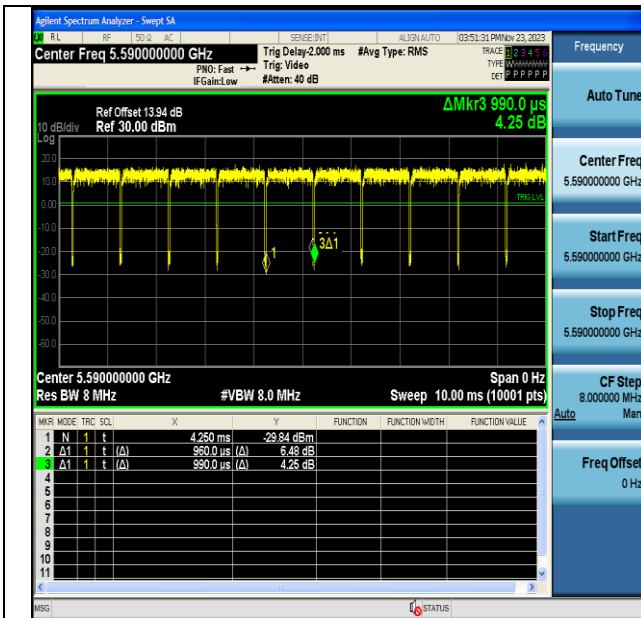 Agilent Spectrum Analyzer - Swept SA
RL RF 50 Ω AC SENSE:INT ALIGN AUTO 03:51:31 PM Nov 23, 2023
Center Freq 5.590000000 GHz
PNO: Fast
IFGain:Low
Trig Delay-2.000 ms
Trig: Video
#Atten: 40 dB
#Avg Type: RMS
TRACE 1 2 3 4 5 6
TYPE WWWWWW
DET P P P P P P
Ref Offset 13.94 dB
10 dB/div Ref 30.00 dBm
Log
ΔMkr3 990.0 µs
4.25 dB
20.0
10.0
0.00
TRIG LVL
-10.0
-20.0
-30.0
-40.0
-50.0
-60.0
1
3Δ1
Center 5.590000000 GHz Span 0 Hz
Res BW 8 MHz #VBW 8.0 MHz Sweep 10.00 ms (10001 pts)
MKR MODE TRC SCL X Y FUNCTION FUNCTION WIDTH FUNCTION VALUE
1 N 1 t 4.250 ms -29.84 dBm
2 Δ1 1 t (Δ) 960.0 µs (Δ) 6.48 dB
3 Δ1 1 t (Δ) 990.0 µs (Δ) 4.25 dB
4
5
6
7
8
9
10
11
MSG STATUS
Frequency
Auto Tune
Center Freq
5.590000000 GHz
Start Freq
5.590000000 GHz
Stop Freq
5.590000000 GHz
CF Step
8.000000 MHz
Auto Man
Freq Offset
0 Hz